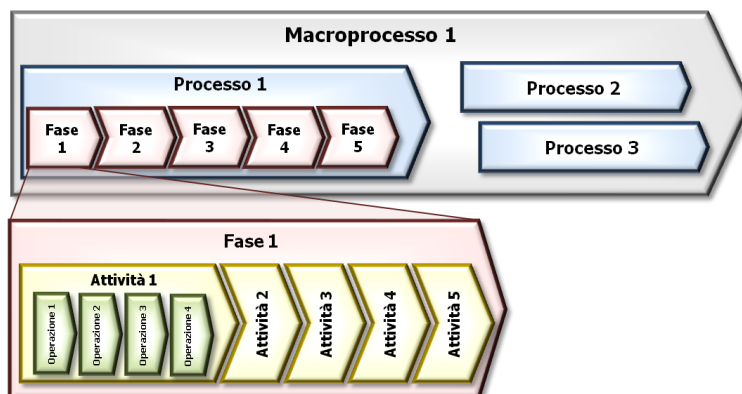 Macroprocesso 1
Processo 1
Fase
1
Fase
2
Fase
3
Fase
4
Fase
5
Processo 2
Processo 3
Fase 1
Attività 1
Operazione 1
Operazione 2
Operazione 3
Operazione 4
Attività 2
Attività 3
Attività 4
Attività 5